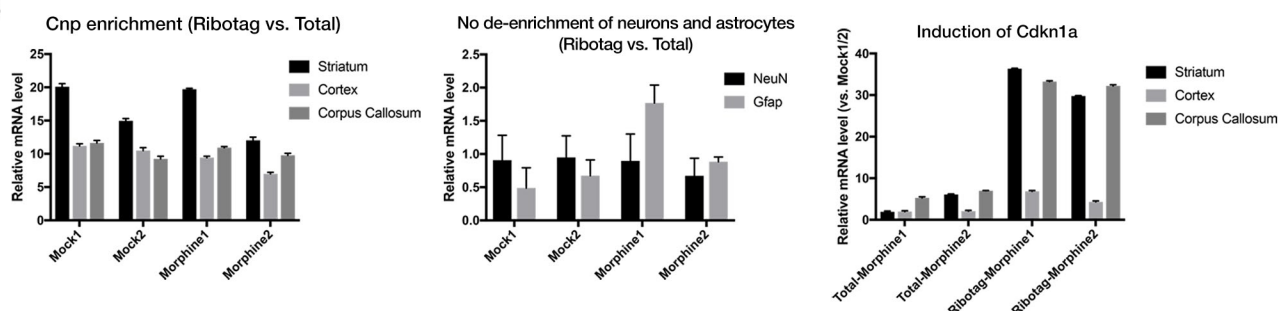 Cnp enrichment (Ribotag vs. Total)
Relative mRNA level
25
20
15
10
5
0
Mock1
Mock2
Morphine1
Morphine2
Striatum
Cortex
Corpus Callosum
No de-enrichment of neurons and astrocytes
(Ribotag vs. Total)
Relative mRNA level
2.5
2.0
1.5
1.0
0.5
0.0
Mock1
Mock2
Morphine1
Morphine2
NeuN
Gfap
Induction of Cdkn1a
Relative mRNA level (vs. Mock1/2)
40
30
20
10
0
Total-Morphine1
Total-Morphine2
Ribotag-Morphine1
Ribotag-Morphine2
Striatum
Cortex
Corpus Callosum